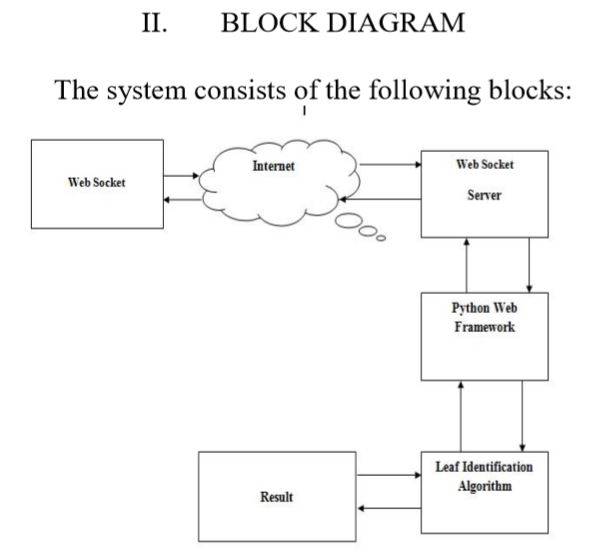 II. BLOCK DIAGRAM
The system consists of the following blocks:
Web Socket
Internet
Web Socket
Server
Python Web
Framework
Leaf Identification
Algorithm
Result